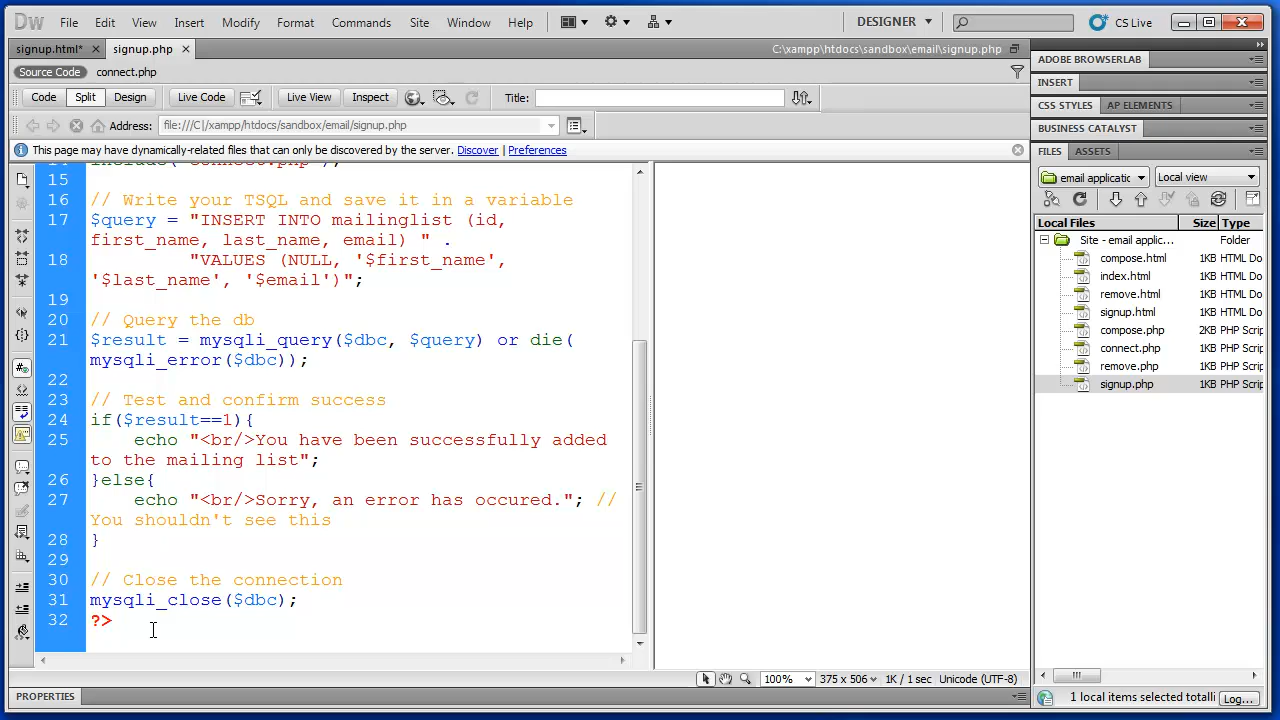 Dw File Edit View Insert Modify Format Commands Site Window Help DESIGNER CS Live
signup.html* signup.php C:\xampp\htdocs\sandbox\email\signup.php
Source Code connect.php
Code Split Design Live Code Live View Inspect Title:
Address: file:///C|/xampp/htdocs/sandbox/email/signup.php
This page may have dynamically-related files that can only be discovered by the server. Discover Preferences
15
16 // Write your TSQL and save it in a variable
17 $query = "INSERT INTO mailinglist (id,
first_name, last_name, email) " .
18 "VALUES (NULL, '$first_name',
'$last_name', '$email')";
19
20 // Query the db
21 $result = mysqli_query($dbc, $query) or die(
mysqli_error($dbc));
22
23 // Test and confirm success
24 if($result==1){
25 echo "<br/>You have been successfully added
to the mailing list";
26 }else{
27 echo "<br/>Sorry, an error has occured."; //
You shouldn't see this
28 }
29
30 // Close the connection
31 mysqli_close($dbc);
32 ?>
100% 375 x 506 1K / 1 sec Unicode (UTF-8)
PROPERTIES
ADOBE BROWSERLAB
INSERT
CSS STYLES AP ELEMENTS
BUSINESS CATALYST
FILES ASSETS
email applicatic Local view
Local Files Size Type
Site - email applic... Folder
compose.html 1KB HTML Do
index.html 1KB HTML Do
remove.html 1KB HTML Do
signup.html 1KB HTML Do
compose.php 2KB PHP Scrip
connect.php 1KB PHP Scrip
remove.php 1KB PHP Scrip
signup.php 1KB PHP Scrip
1 local items selected totalli Log...